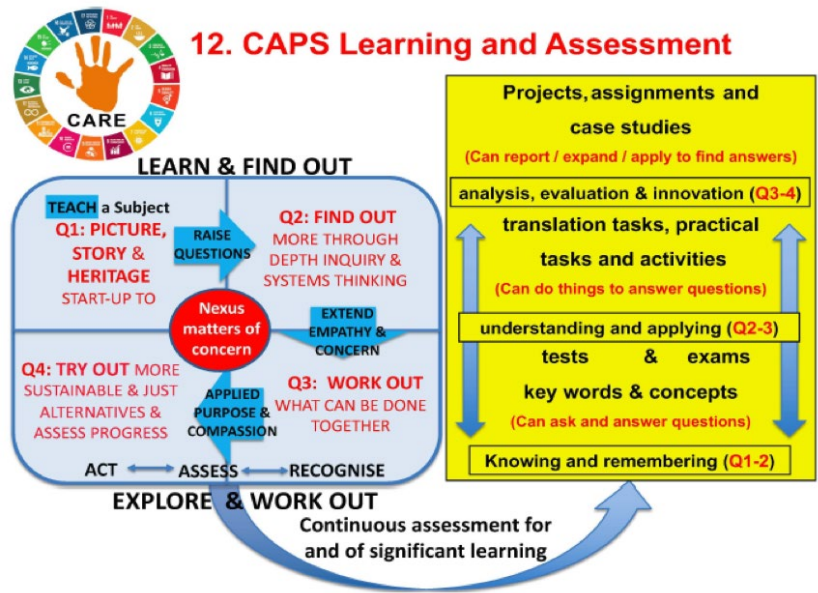 12. CAPS Learning and Assessment
CARE
LEARN & FIND OUT
TEACH a Subject
Q1: PICTURE,
STORY &
HERITAGE
START-UP TO
RAISE
QUESTIONS
Q2: FIND OUT
MORE THROUGH
DEPTH INQUIRY &
SYSTEMS THINKING
Nexus
matters of
concern
EXTEND
EMPATHY &
CONCERN
Q4: TRY OUT MORE
SUSTAINABLE & JUST
ALTERNATIVES &
ASSESS PROGRESS
APPLIED
PURPOSE &
COMPASSION
Q3: WORK OUT
WHAT CAN BE DONE
TOGETHER
ACT ASSESS RECOGNISE
EXPLORE & WORK OUT
Continuous assessment for
and of significant learning
Projects, assignments and
case studies
(Can report / expand / apply to find answers)
analysis, evaluation & innovation (Q3-4)
translation tasks, practical
tasks and activities
(Can do things to answer questions)
understanding and applying (Q2-3)
tests & exams
key words & concepts
(Can ask and answer questions)
Knowing and remembering (Q1-2)